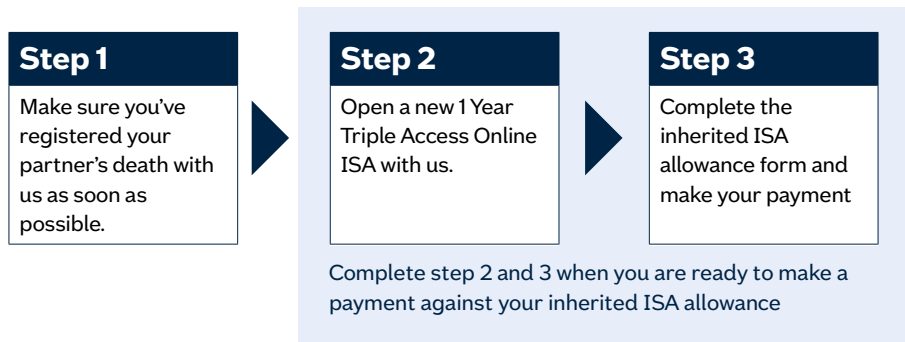 Step 1
Make sure you've
registered your
partner's death with
us as soon as
possible.
Step 2
Open a new 1 Year
Triple Access Online
ISA with us.
Step 3
Complete the
inherited ISA
allowance form and
make your payment
Complete step 2 and 3 when you are ready to make a
payment against your inherited ISA allowance